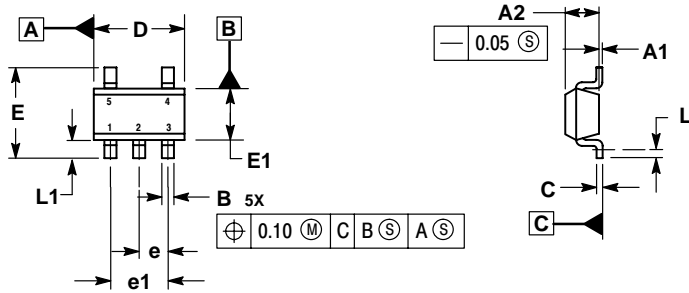 A
D
B
A2
— 0.05 Ⓢ
A1
E
5 4
1 2 3
E1
L
L1
B 5X
C
⌖ 0.10 Ⓜ C B Ⓢ A Ⓢ
C
e
e1